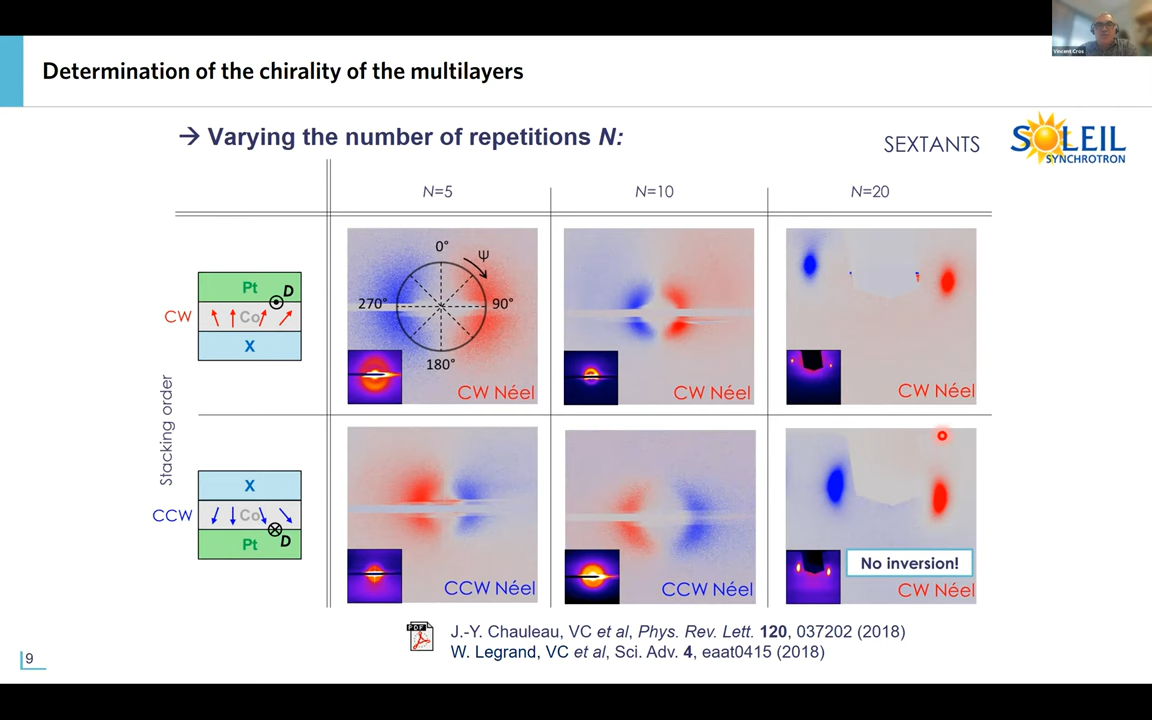 Vincent Cros
Determination of the chirality of the multilayers
→ Varying the number of repetitions N:
SEXTANTS
SOLEIL
SYNCHROTRON
N=5
N=10
N=20
Stacking order
CW
Pt
D
Co
X
0°
Ψ
270°
90°
180°
CW Néel
CW Néel
CW Néel
CCW
X
Co
Pt
D
CCW Néel
CCW Néel
No inversion!
CW Néel
PDF
J.-Y. Chauleau, VC et al, Phys. Rev. Lett. 120, 037202 (2018)
W. Legrand, VC et al, Sci. Adv. 4, eaat0415 (2018)
9